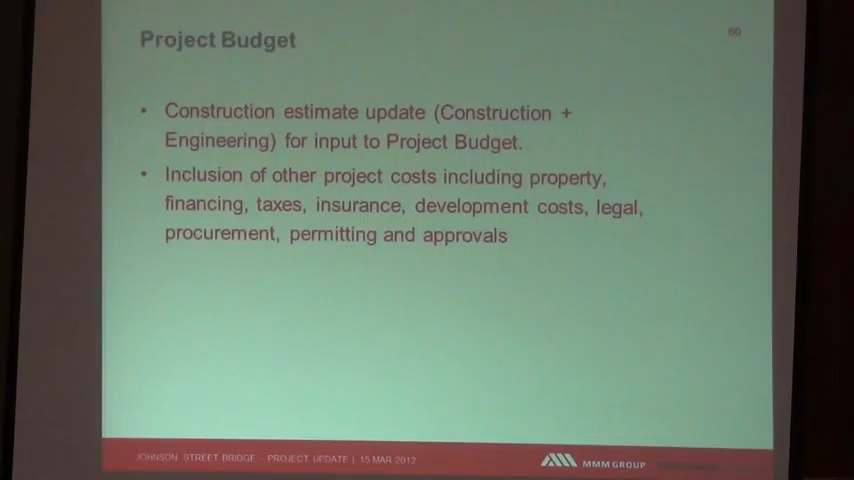 Project Budget
60
• Construction estimate update (Construction +
Engineering) for input to Project Budget.
• Inclusion of other project costs including property,
financing, taxes, insurance, development costs, legal,
procurement, permitting and approvals
JOHNSON STREET BRIDGE – PROJECT UPDATE | 15 MAR 2012
MMM GROUP